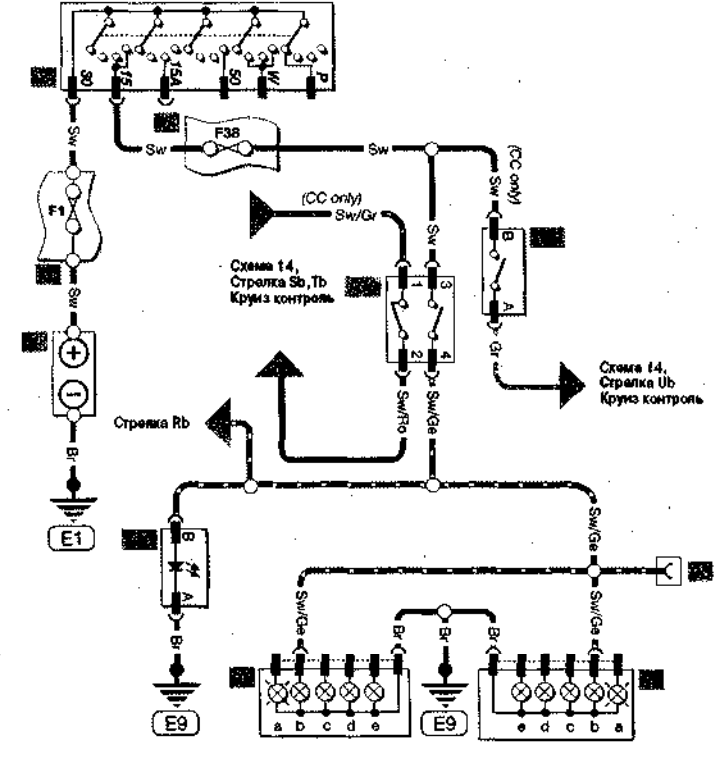 30
15
15A
50
W
P
Sw
F1
Sw
Br
E1
Sw
F38
Sw
(CC only)
Sw
B
A
Gr
(CC only)
Sw/Gr
Схема 14,
Стрелка Sb,Tb
Круиз контроль
Sw
1
3
2
4
Sw/Ro
Sw/Ge
Схема 14,
Стрелка Ub
Круиз контроль
Стрелка Rb
B
A
Br
E9
Sw/Ge
Sw/Ge
Sw/Ge
Br
Br
Br
a b c d e
E9
e d c b a